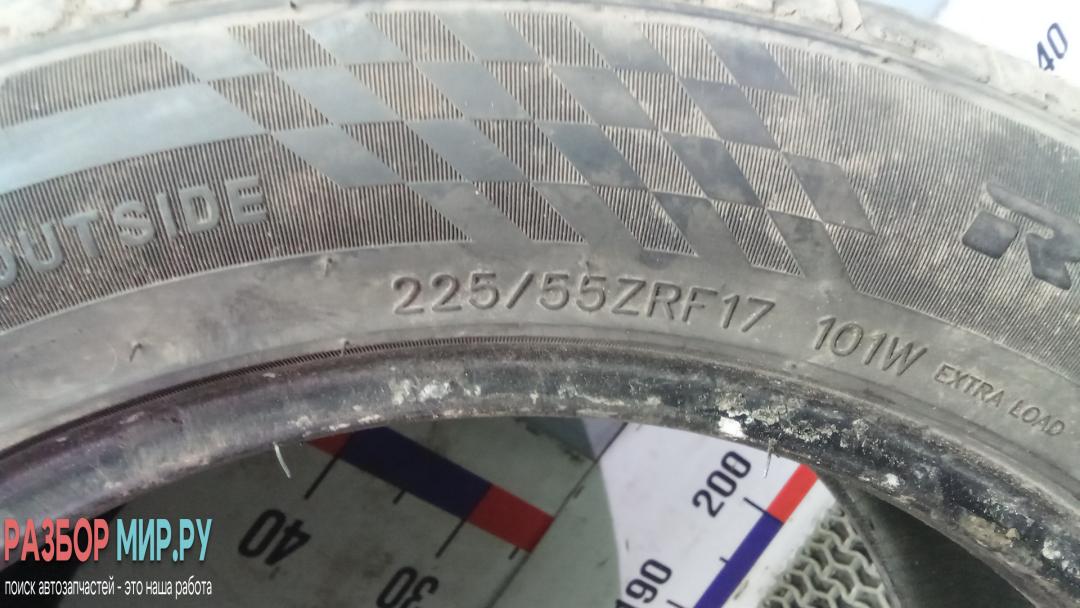 40
OUTSIDE
R
225/55ZRF17 101W EXTRA LOAD
40
30
200
190
РАЗБОР МИР.РУ
поиск автозапчастей - это наша работа